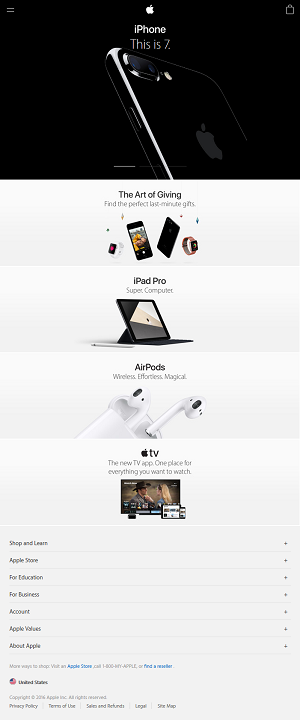 iPhone
This is 7.
The Art of Giving
Find the perfect last-minute gifts.
iPad Pro
Super. Computer.
AirPods
Wireless. Effortless. Magical.
tv
The new TV app. One place for
everything you want to watch.
Shop and Learn +
Apple Store +
For Education +
For Business +
Account +
Apple Values +
About Apple +
More ways to shop: Visit an Apple Store ,call 1-800-MY-APPLE, or find a reseller
United States
Copyright © 2016 Apple Inc. All rights reserved.
Privacy Policy | Terms of Use | Sales and Refunds | Legal | Site Map